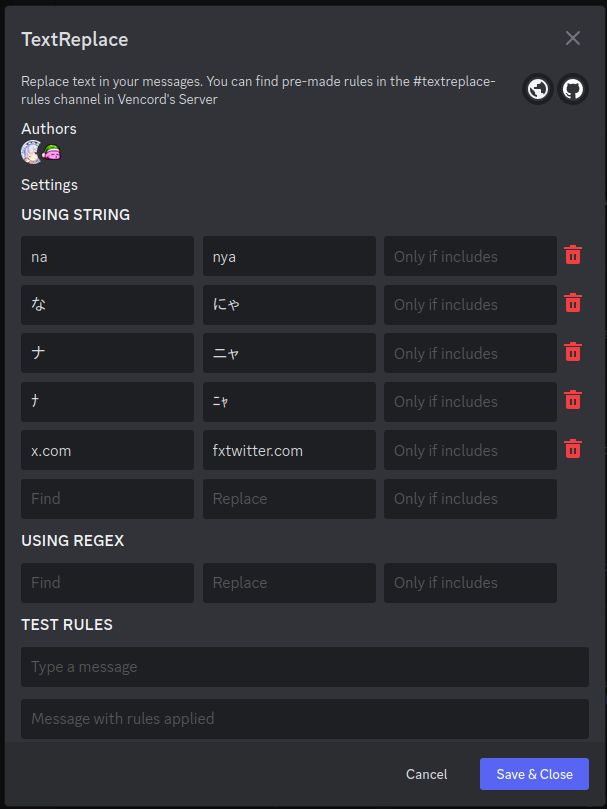 TextReplace
Replace text in your messages. You can find pre-made rules in the #textreplace-
rules channel in Vencord's Server
Authors
Settings
USING STRING
na nya Only if includes
な にゃ Only if includes
ナ ニャ Only if includes
ﾅ ﾆｬ Only if includes
x.com fxtwitter.com Only if includes
Find Replace Only if includes
USING REGEX
Find Replace Only if includes
TEST RULES
Type a message
Message with rules applied
Cancel Save & Close